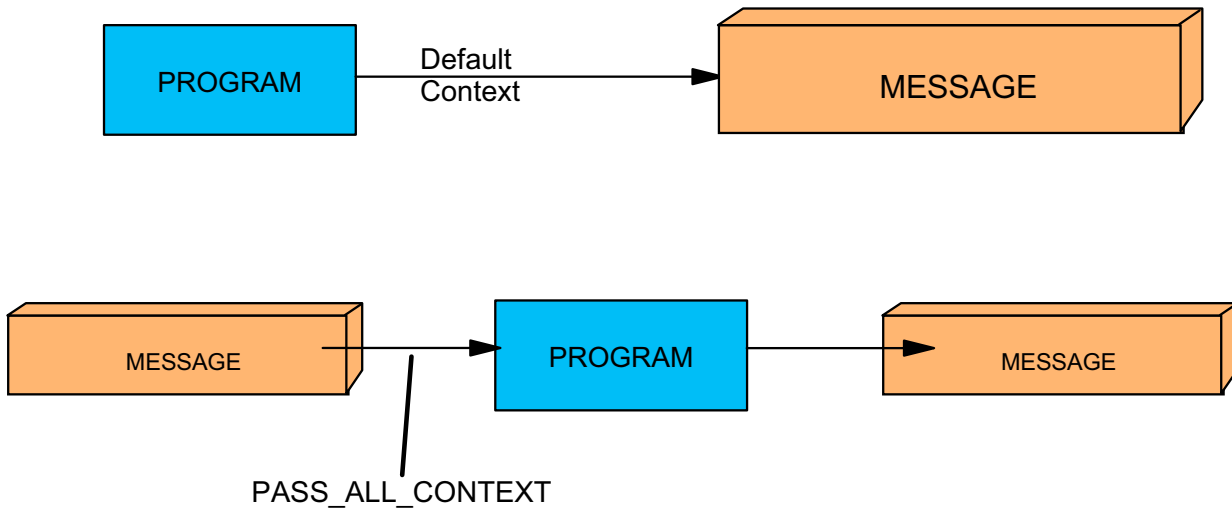 PROGRAM
Default
Context
MESSAGE
MESSAGE
PROGRAM
MESSAGE
PASS_ALL_CONTEXT